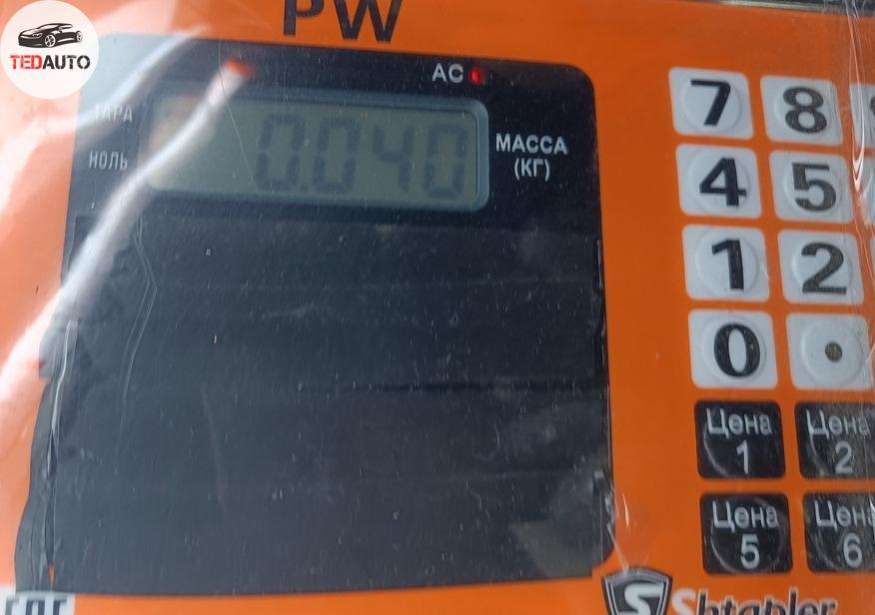 PW
TEDAUTO
AC
ТАРА
НОЛЬ
0.040
МАССА
(КГ)
7 8
4 5
1 2
0 .
Цена 1
Цена 2
Цена 5
Цена 6
Shtapler